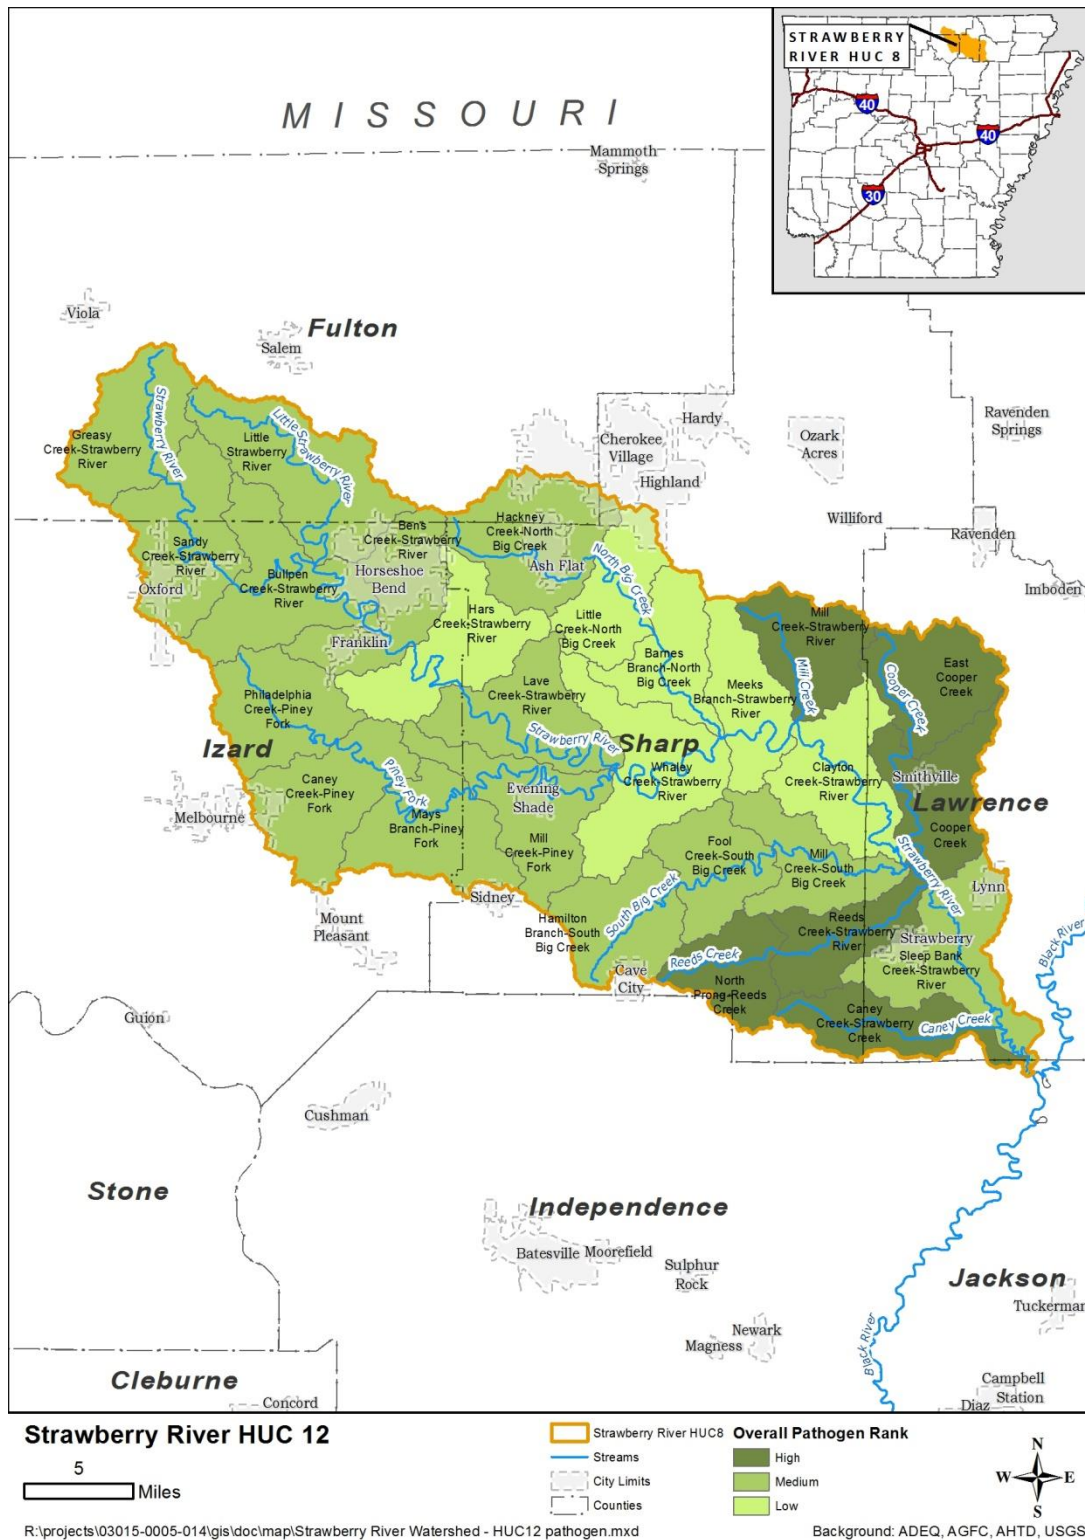 STRAWBERRY
RIVER HUC 8
40
40
30
MISSOURI
Mammoth
Springs
Viola
Fulton
Salem
Hardy
Cherokee
Village
Highland
Ozark
Acres
Ravenden
Springs
Strawberry River
Little Strawberry River
Greasy
Creek-Strawberry
River
Little
Strawberry
River
Williford
Ravenden
Imboden
Hackney
Creek-North
Big Creek
Ash Flat
Bens
Creek-Strawberry
River
Horseshoe
Bend
Sandy
Creek-Strawberry
River
Oxford
Bullpen
Creek-Strawberry
River
North Big Creek
Hars
Creek-Strawberry
River
Little
Creek-North
Big Creek
Mill
Creek-Strawberry
River
Mill Creek
Cooper Creek
East
Cooper
Creek
Franklin
Barnes
Branch-North
Big Creek
Meeks
Branch-Strawberry
River
Philadelphia
Creek-Piney
Fork
Lave
Creek-Strawberry
River
Strawberry River
Izard
Sharp
Whaley
Creek-Strawberry
River
Clayton
Creek-Strawberry
River
Smithville
Lawrence
Caney
Creek-Piney
Fork
Piney Fork
Evening
Shade
Melbourne
Mays
Branch-Piney
Fork
Mill
Creek-Piney
Fork
Fool
Creek-South
Big Creek
Mill
Creek-South
Big Creek
Cooper
Creek
Strawberry River
Lynn
Sidney
Mount
Pleasant
Hamilton
Branch-South
Big Creek
South Big Creek
Reeds
Creek-Strawberry
River
Strawberry
Sleep Bank
Creek-Strawberry
River
Black River
Reeds Creek
Cave
City
North
Prong-Reeds
Creek
Caney
Creek-Strawberry
Creek
Caney Creek
Guion
Cushman
Stone
Independence
Batesville
Moorefield
Sulphur
Rock
Jackson
Tuckerman
Newark
Magness
Black River
Cleburne
Concord
Campbell
Station
Diaz
Strawberry River HUC 12
5
Miles
Strawberry River HUC8
Streams
City Limits
Counties
Overall Pathogen Rank
High
Medium
Low
N
W
E
S
R:\projects\03015-0005-014\gis\doc\map\Strawberry River Watershed - HUC12 pathogen.mxd
Background: ADEQ, AGFC, AHTD, USGS